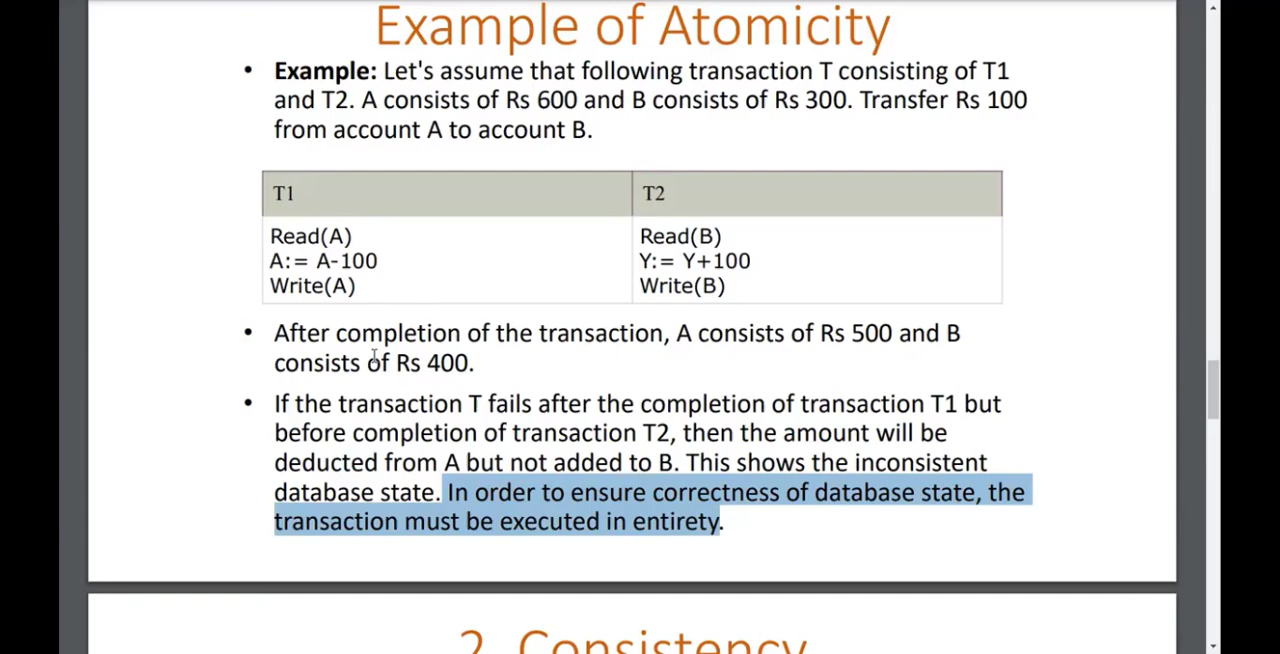 Example of Atomicity
• Example: Let's assume that following transaction T consisting of T1
and T2. A consists of Rs 600 and B consists of Rs 300. Transfer Rs 100
from account A to account B.
T1 T2
Read(A) Read(B)
A:= A-100 Y:= Y+100
Write(A) Write(B)
• After completion of the transaction, A consists of Rs 500 and B
consists of Rs 400.
• If the transaction T fails after the completion of transaction T1 but
before completion of transaction T2, then the amount will be
deducted from A but not added to B. This shows the inconsistent
database state. In order to ensure correctness of database state, the
transaction must be executed in entirety.
2. Consistency